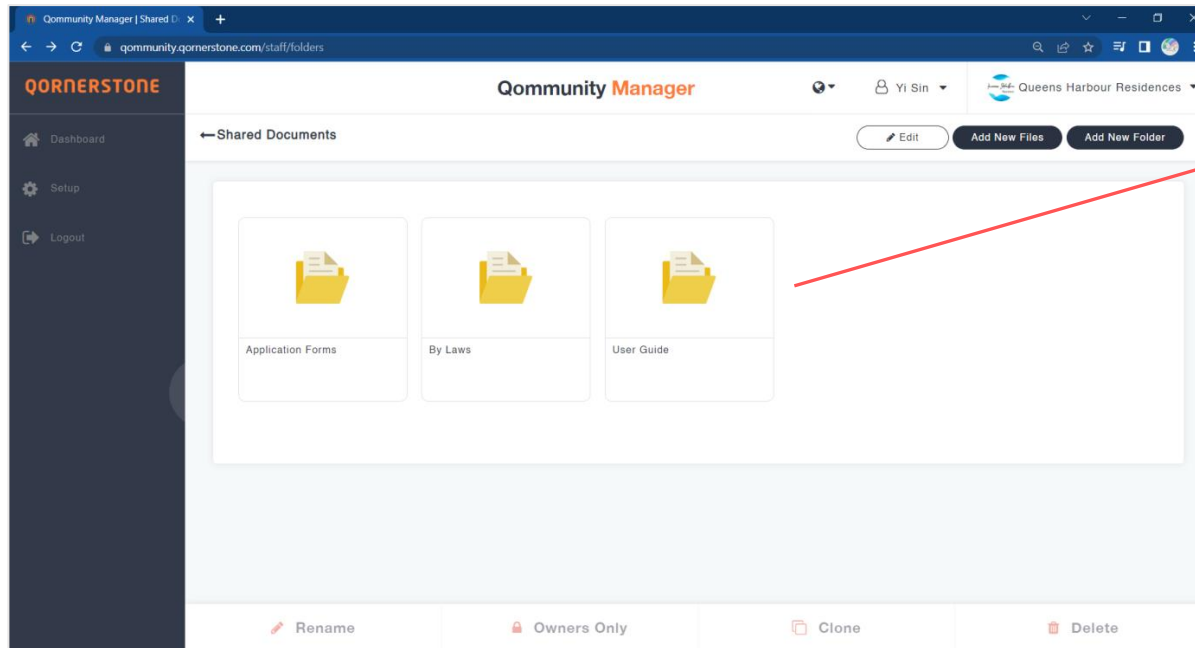 Qommunity Manager | Shared D
qommunity.qornerstone.com/staff/folders
QORNERSTONE
Qommunity Manager
Yi Sin
Queens Harbour Residences
Dashboard
Setup
Logout
Shared Documents
Edit
Add New Files
Add New Folder
Application Forms
By Laws
User Guide
Rename
Owners Only
Clone
Delete